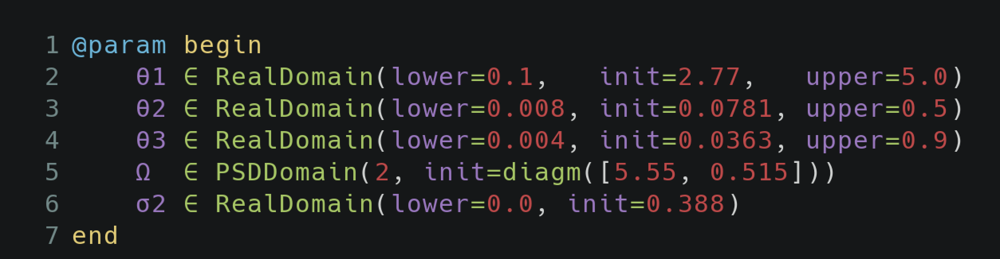 1 @param begin
2     θ1 ∈ RealDomain(lower=0.1,   init=2.77,   upper=5.0)
3     θ2 ∈ RealDomain(lower=0.008, init=0.0781, upper=0.5)
4     θ3 ∈ RealDomain(lower=0.004, init=0.0363, upper=0.9)
5     Ω  ∈ PSDDomain(2, init=diagm([5.55, 0.515]))
6     σ2 ∈ RealDomain(lower=0.0, init=0.388)
7 end